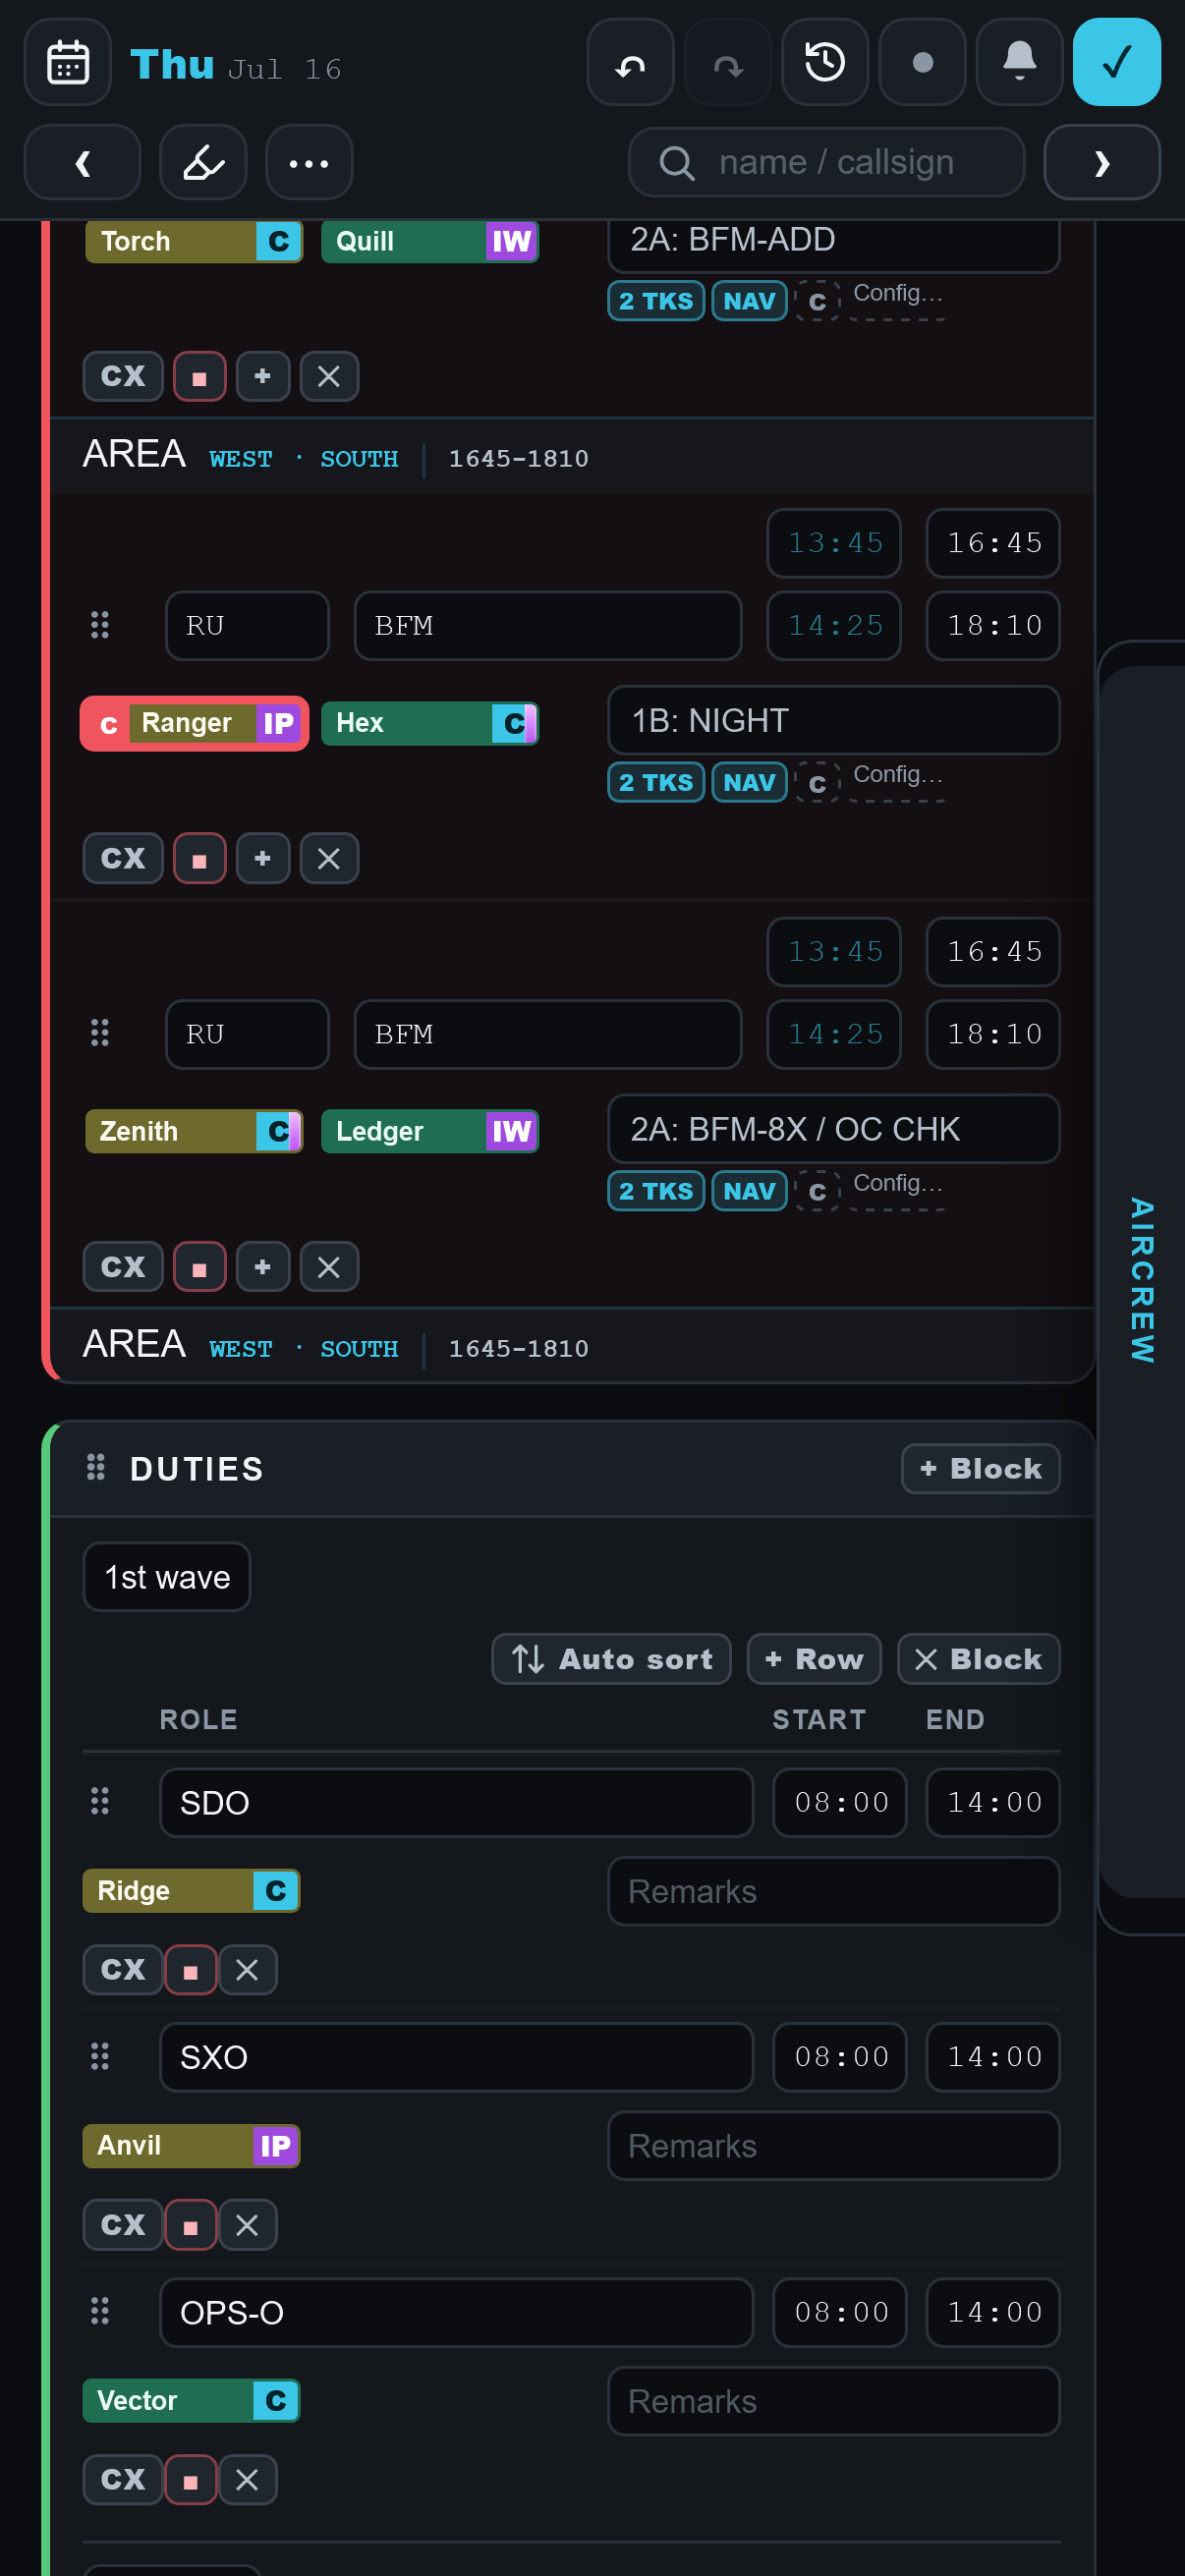 Thu Jul 16
name / callsign
Torch C Quill IW 2A: BFM-ADD
2 TKS NAV C Config...
CX +
AREA WEST · SOUTH 1645-1810
13:45 16:45
RU BFM 14:25 18:10
C Ranger IP Hex C 1B: NIGHT
2 TKS NAV C Config...
CX +
13:45 16:45
RU BFM 14:25 18:10
Zenith C Ledger IW 2A: BFM-8X / OC CHK
2 TKS NAV C Config...
CX +
AREA WEST · SOUTH 1645-1810
AIRCREW
DUTIES + Block
1st wave
Auto sort + Row × Block
ROLE START END
SDO 08:00 14:00
Ridge C Remarks
CX
SXO 08:00 14:00
Anvil IP Remarks
CX
OPS-O 08:00 14:00
Vector C Remarks
CX